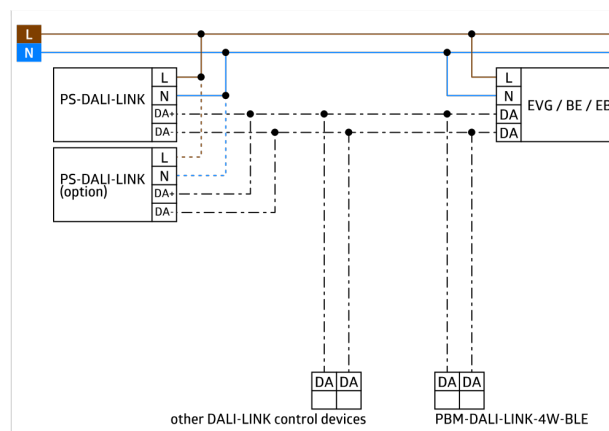 L
N
PS-DALI-LINK
L
N
DA+
DA-
EVG / BE / EB
L
N
DA
DA
PS-DALI-LINK
(option)
L
N
DA+
DA-
DA DA
DA DA
other DALI-LINK control devices
PBM-DALI-LINK-4W-BLE